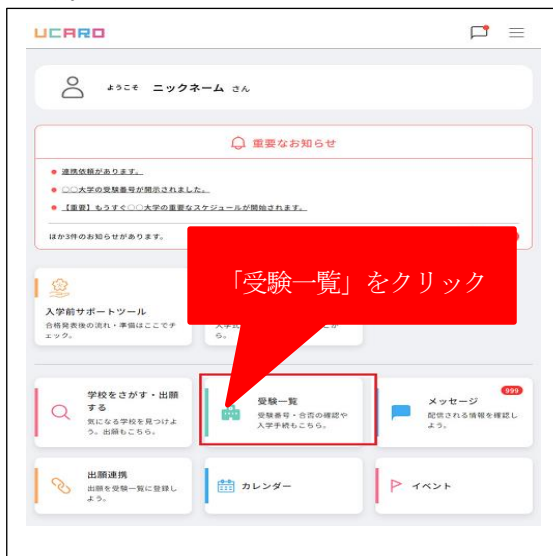 UCARO
ようこそ ニックネーム さん
重要なお知らせ
連携依頼があります。
○○大学の受験番号が開示されました。
【重要】もうすぐ○○大学の重要なスケジュールが開始されます。
ほか3件のお知らせがあります。
「受験一覧」をクリック
入学前サポートツール
合格発表後の流れ・準備はここでチ
ェック。
ら。
学校をさがす・出願
する
気になる学校を見つけよ
う。出願もこちら。
受験一覧
受験番号・合否の確認や
入学手続もこちら。
999
メッセージ
配信される情報を確認し
よう。
出願連携
出願を受験一覧に登録し
よう。
カレンダー
イベント